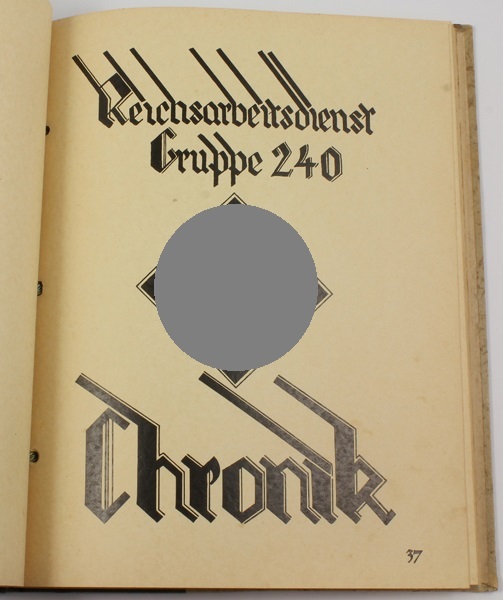 Reichsarbeitsdienst
Gruppe 240
Chronik
37